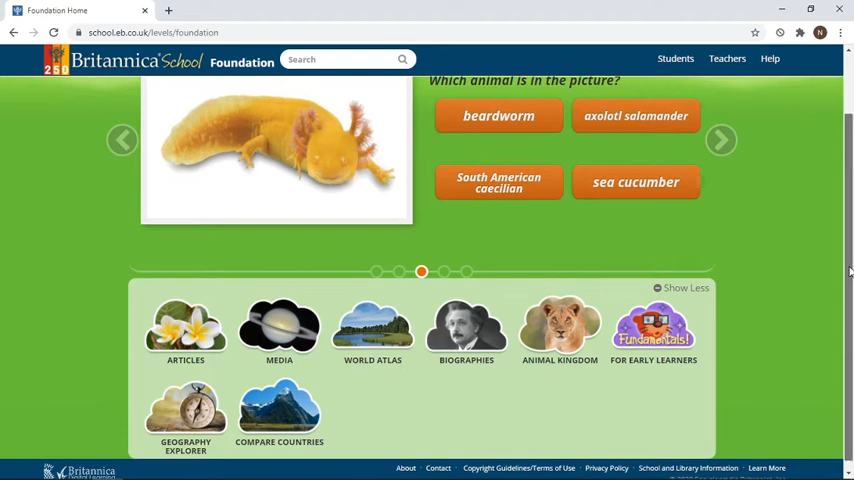 Foundation Home
school.eb.co.uk/levels/foundation
N
250
Britannica School
Foundation
Search
Students
Teachers
Help
Which animal is in the picture?
beardworm
axolotl salamander
South American
caecilian
sea cucumber
Show Less
Fundamentals!
ARTICLES
MEDIA
WORLD ATLAS
BIOGRAPHIES
ANIMAL KINGDOM
FOR EARLY LEARNERS
GEOGRAPHY
EXPLORER
COMPARE COUNTRIES
Britannica
About
Contact
Copyright Guidelines/Terms of Use
Privacy Policy
School and Library Information
Learn More